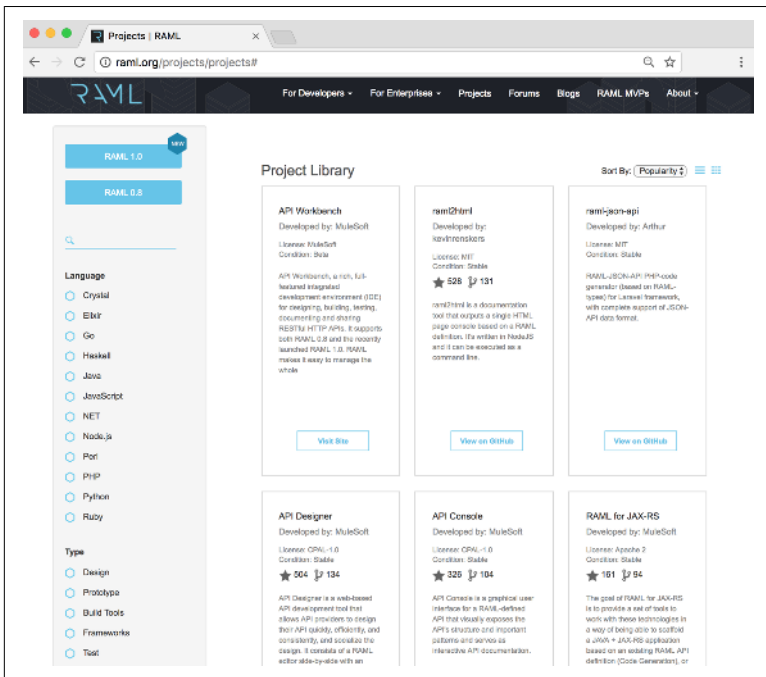 Projects | RAML
raml.org/projects/projects#
RAML
For Developers
For Enterprises
Projects
Forums
Blogs
RAML MVPs
About
NEW
RAML 1.0
RAML 0.8
Language
Crystal
Elixir
Go
Haskell
Java
JavaScript
NET
Node.js
Perl
PHP
Python
Ruby
Type
Design
Prototype
Build Tools
Frameworks
Test
Project Library
Sort By: Popularity
API Workbench
Developed by: MuleSoft
License: MuleSoft
Condition: Beta
API Workbench, a rich, full-
featured integrated
development environment (IDE)
for designing, building, testing,
documenting and sharing
RESTful HTTP APIs. It supports
both RAML 0.8 and the recently
launched RAML 1.0. RAML
makes it easy to manage the
whole
Visit Site
raml2html
Developed by:
kevinrenskers
License: MIT
Condition: Stable
528 131
raml2html is a documentation
tool that outputs a single HTML
page console based on a RAML
definition. It's written in NodeJS
and it can be executed as a
command line.
View on GitHub
raml-json-api
Developed by: Arthur
License: MIT
Condition: Stable
RAML-JSON-API PHP-code
generator (based on RAML-
types) for Laravel framework,
with complete support of JSON-
API data format.
View on GitHub
API Designer
Developed by: MuleSoft
License: CPAL-1.0
Condition: Stable
504 134
API Designer is a web-based
API development tool that
allows API providers to design
their API quickly, efficiently, and
consistently, and socialize the
design. It consists of a RAML
editor side-by-side with an
API Console
Developed by: MuleSoft
License: CPAL-1.0
Condition: Stable
326 104
API Console is a graphical user
interface for a RAML-defined
API that visually exposes the
API's structure and important
patterns and serves as
interactive API documentation.
RAML for JAX-RS
Developed by: MuleSoft
License: Apache 2
Condition: Stable
161 94
The goal of RAML for JAX-RS
is to provide a set of tools to
work with these technologies in
a way of being able to scaffold
a JAVA + JAX-RS application
based on an existing RAML API
definition (Code Generation), or